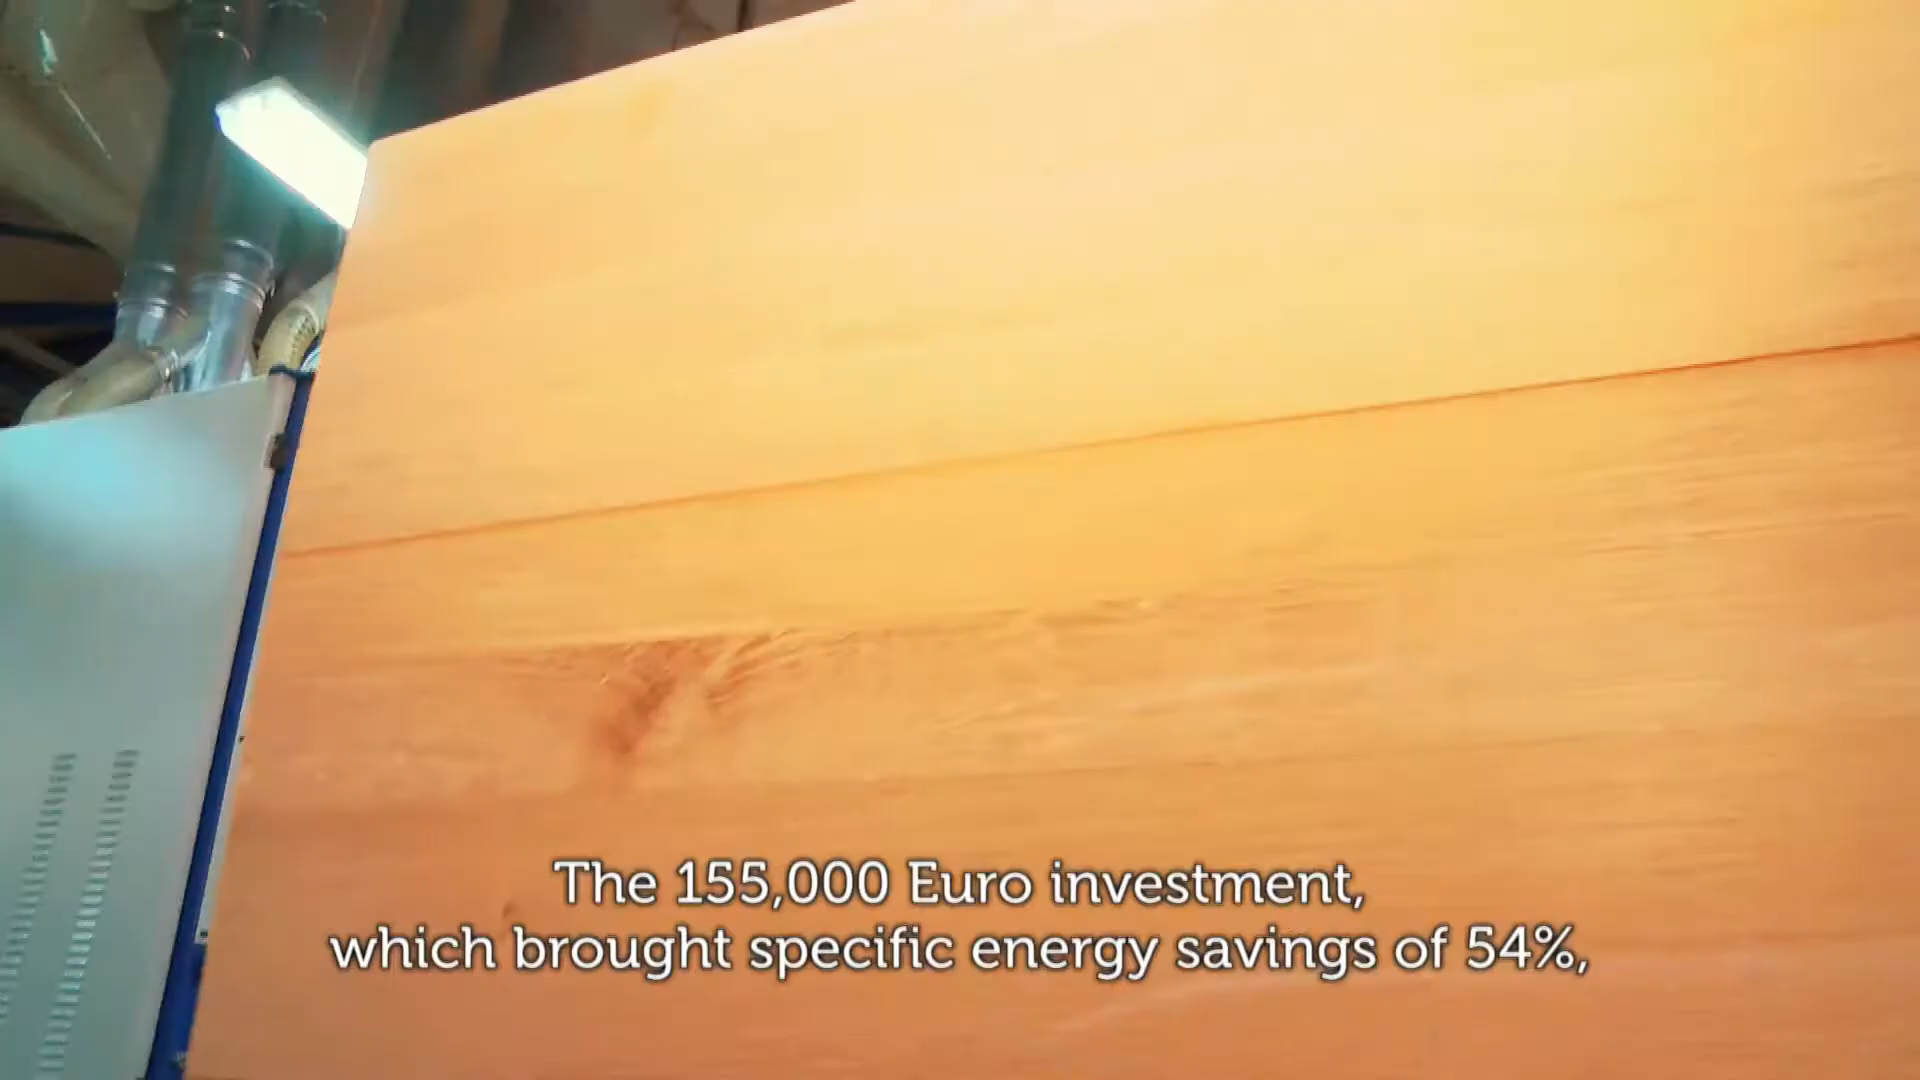 The 155,000 Euro investment,
which brought specific energy savings of 54%,